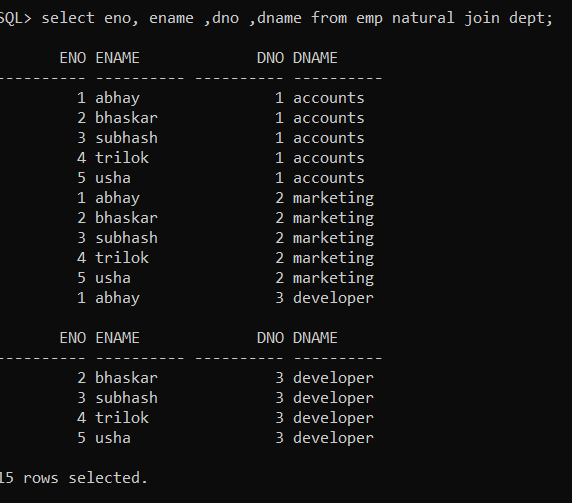 SQL> select eno, ename ,dno ,dname from emp natural join dept;
       ENO ENAME             DNO DNAME
---------- ---------- ---------- ----------
         1 abhay               1 accounts
         2 bhaskar             1 accounts
         3 subhash             1 accounts
         4 trilok              1 accounts
         5 usha                1 accounts
         1 abhay               2 marketing
         2 bhaskar             2 marketing
         3 subhash             2 marketing
         4 trilok              2 marketing
         5 usha                2 marketing
         1 abhay               3 developer
       ENO ENAME             DNO DNAME
---------- ---------- ---------- ----------
         2 bhaskar             3 developer
         3 subhash             3 developer
         4 trilok              3 developer
         5 usha                3 developer
15 rows selected.